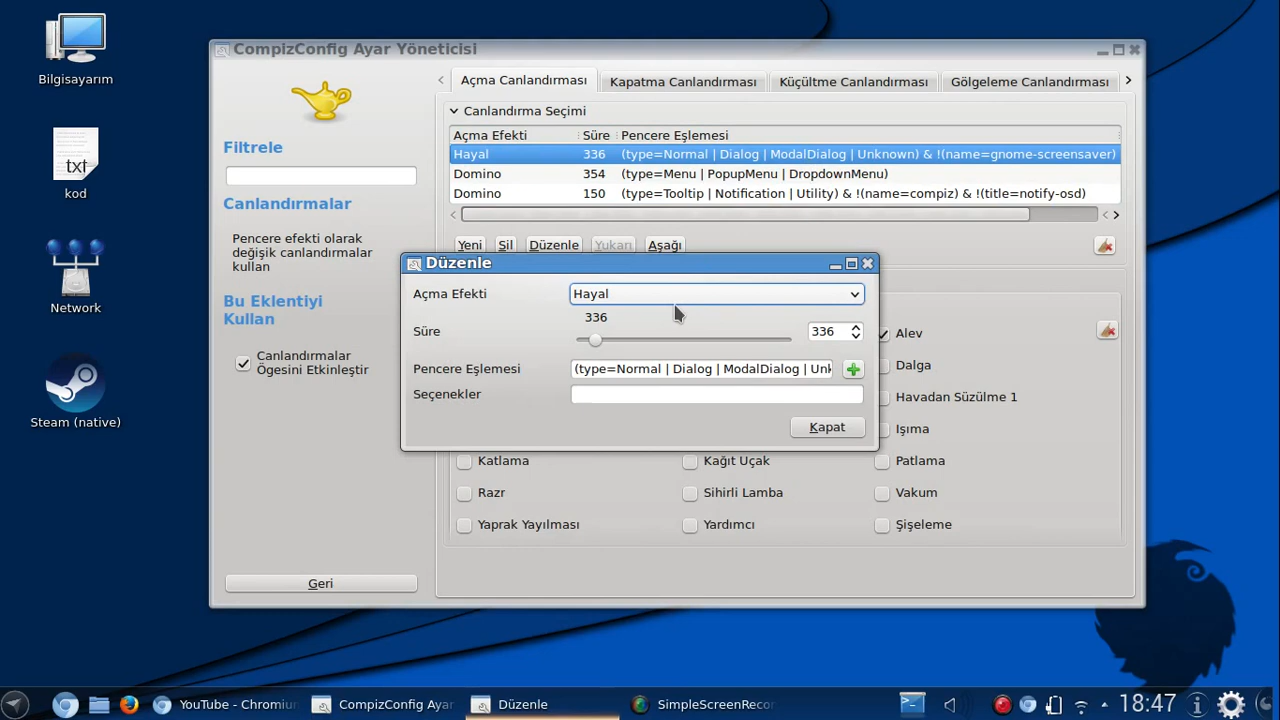 Bilgisayarım
txt
kod
Network
Steam (native)
CompizConfig Ayar Yöneticisi
Filtrele
Canlandırmalar
Pencere efekti olarak
değişik canlandırmalar
kullan
Bu Eklentiyi
Kullan
Canlandırmalar
Ögesini Etkinleştir
Geri
Açma Canlandırması
Kapatma Canlandırması
Küçültme Canlandırması
Gölgeleme Canlandırması
Canlandırma Seçimi
Açma Efekti Süre Pencere Eşlemesi
Hayal 336 (type=Normal | Dialog | ModalDialog | Unknown) & !(name=gnome-screensaver)
Domino 354 (type=Menu | PopupMenu | DropdownMenu)
Domino 150 (type=Tooltip | Notification | Utility) & !(name=compiz) & !(title=notify-osd)
Yeni Sil Düzenle Yukarı Aşağı
Düzenle
Açma Efekti Hayal
336
Süre 336
Pencere Eşlemesi (type=Normal | Dialog | ModalDialog | Unk
Seçenekler
Kapat
Alev
Dalga
Havadan Süzülme 1
Işıma
Katlama Kağıt Uçak Patlama
Razr Sihirli Lamba Vakum
Yaprak Yayılması Yardımcı Şişeleme
YouTube - Chromiu
CompizConfig Ayar
Düzenle
SimpleScreenRecor
18:47